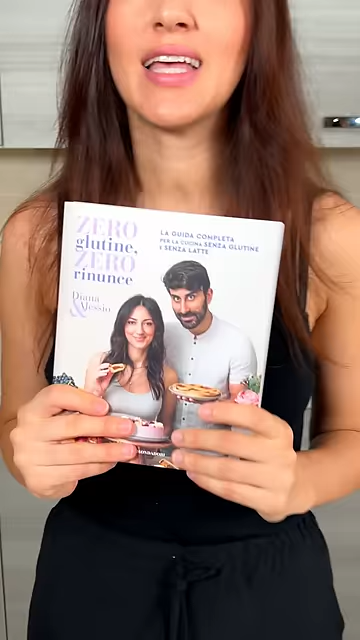 ZERO
glutine,
ZERO
rinunce
LA GUIDA COMPLETA
PER LA CUCINA SENZA GLUTINE
E SENZA LATTE
Diana
& Alessio